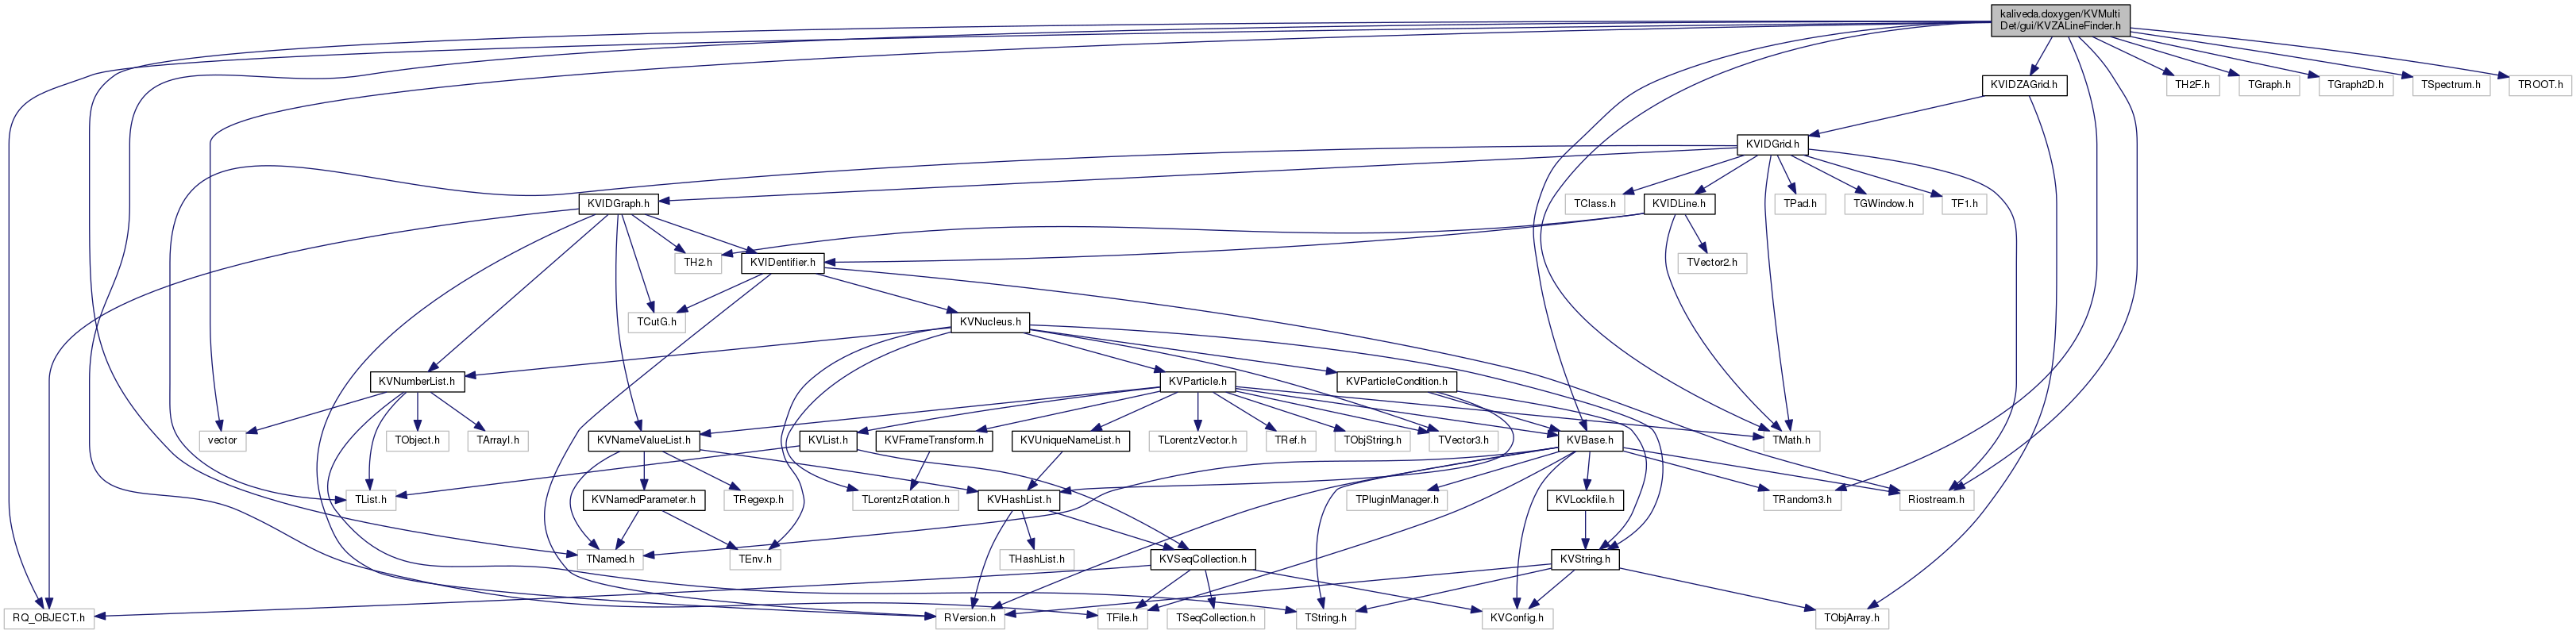 kaliveda.doxygen/KVMulti
Det/gui/KVZALineFinder.h
KVIDZAGrid.h
TH2F.h
TGraph.h
TGraph2D.h
TSpectrum.h
TROOT.h
KVIDGrid.h
KVIDGraph.h
TClass.h
KVIDLine.h
TPad.h
TGWindow.h
TF1.h
TH2.h
KVIDentifier.h
TVector2.h
TCutG.h
KVNucleus.h
KVNumberList.h
KVParticle.h
KVParticleCondition.h
vector
TObject.h
TArrayI.h
KVNameValueList.h
KVList.h
KVFrameTransform.h
KVUniqueNameList.h
TLorentzVector.h
TRef.h
TObjString.h
TVector3.h
KVBase.h
TMath.h
TList.h
KVNamedParameter.h
TRegexp.h
TLorentzRotation.h
KVHashList.h
TPluginManager.h
KVLockfile.h
TRandom3.h
Riostream.h
TNamed.h
TEnv.h
THashList.h
KVSeqCollection.h
KVString.h
RQ_OBJECT.h
RVersion.h
TFile.h
TSeqCollection.h
TString.h
KVConfig.h
TObjArray.h